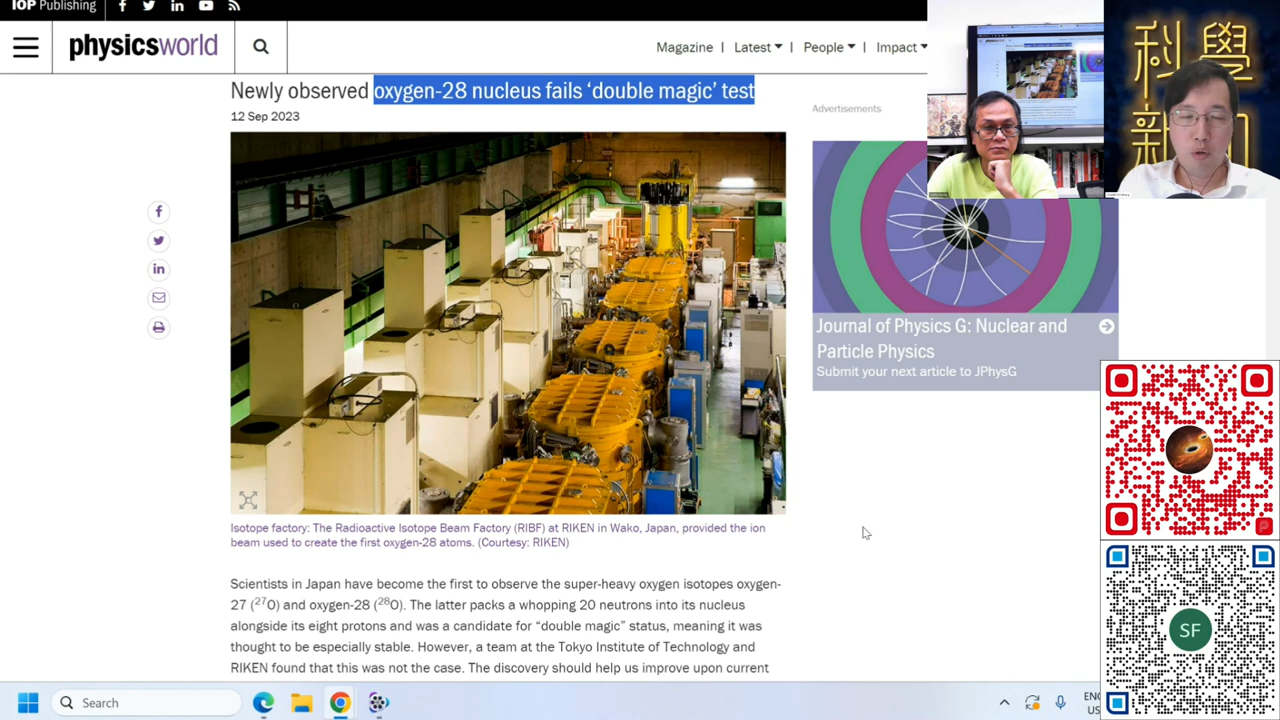 IOP Publishing
physicsworld
Magazine | Latest | People | Impact
Newly observed oxygen-28 nucleus fails ‘double magic’ test
12 Sep 2023
Advertisements
Journal of Physics G: Nuclear and
Particle Physics
Submit your next article to JPhysG
科學
新
Isotope factory: The Radioactive Isotope Beam Factory (RIBF) at RIKEN in Wako, Japan, provided the ion
beam used to create the first oxygen-28 atoms. (Courtesy: RIKEN)
Scientists in Japan have become the first to observe the super-heavy oxygen isotopes oxygen-
27 (²⁷O) and oxygen-28 (²⁸O). The latter packs a whopping 20 neutrons into its nucleus
alongside its eight protons and was a candidate for “double magic” status, meaning it was
thought to be especially stable. However, a team at the Tokyo Institute of Technology and
RIKEN found that this was not the case. The discovery should help us improve upon current
SF
Search
ENG
US